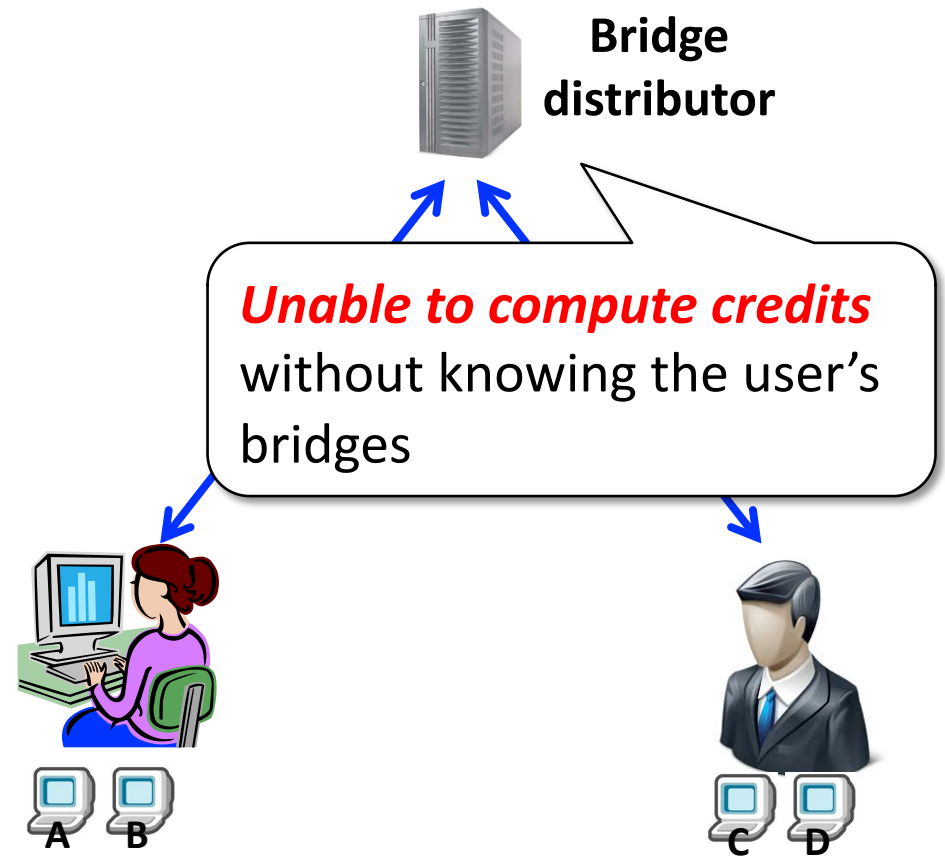 Bridge
distributor
Unable to compute credits
without knowing the user’s
bridges
A B C D